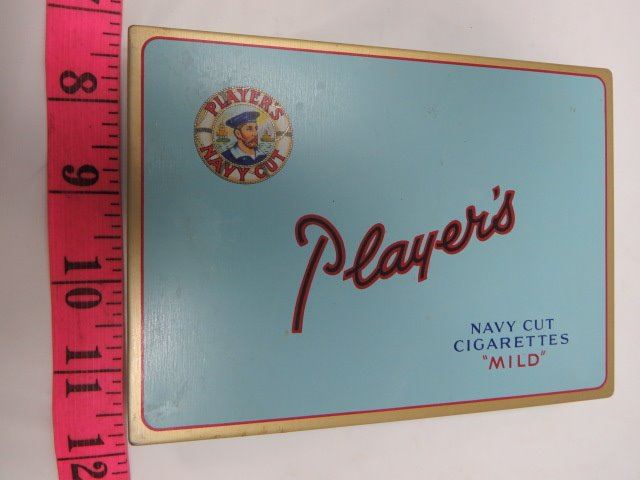 PLAYER'S
NAVY CUT
Player's
NAVY CUT
CIGARETTES
"MILD"
8
9
10
11
12